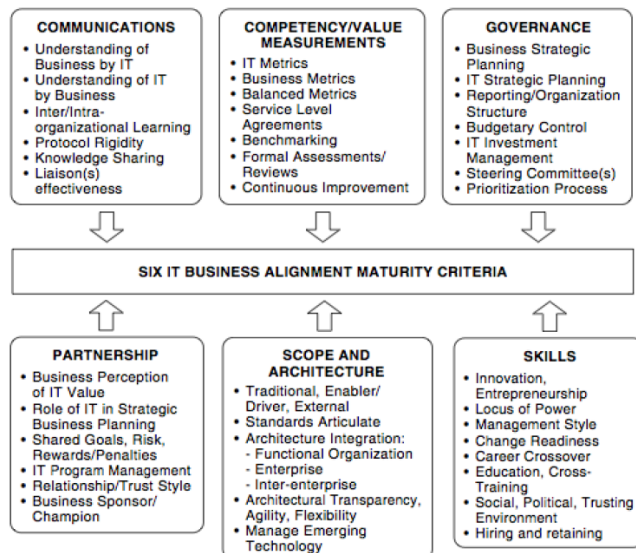 COMMUNICATIONS
• Understanding of
Business by IT
• Understanding of IT
by Business
• Inter/Intra-
organizational Learning
• Protocol Rigidity
• Knowledge Sharing
• Liaison(s)
effectiveness
COMPETENCY/VALUE
MEASUREMENTS
• IT Metrics
• Business Metrics
• Balanced Metrics
• Service Level
Agreements
• Benchmarking
• Formal Assessments/
Reviews
• Continuous Improvement
GOVERNANCE
• Business Strategic
Planning
• IT Strategic Planning
• Reporting/Organization
Structure
• Budgetary Control
• IT Investment
Management
• Steering Committee(s)
• Prioritization Process
SIX IT BUSINESS ALIGNMENT MATURITY CRITERIA
PARTNERSHIP
• Business Perception
of IT Value
• Role of IT in Strategic
Business Planning
• Shared Goals, Risk,
Rewards/Penalties
• IT Program Management
• Relationship/Trust Style
• Business Sponsor/
Champion
SCOPE AND
ARCHITECTURE
• Traditional, Enabler/
Driver, External
• Standards Articulate
• Architecture Integration:
- Functional Organization
- Enterprise
- Inter-enterprise
• Architectural Transparency,
Agility, Flexibility
• Manage Emerging
Technology
SKILLS
• Innovation,
Entrepreneurship
• Locus of Power
• Management Style
• Change Readiness
• Career Crossover
• Education, Cross-
Training
• Social, Political, Trusting
Environment
• Hiring and retaining